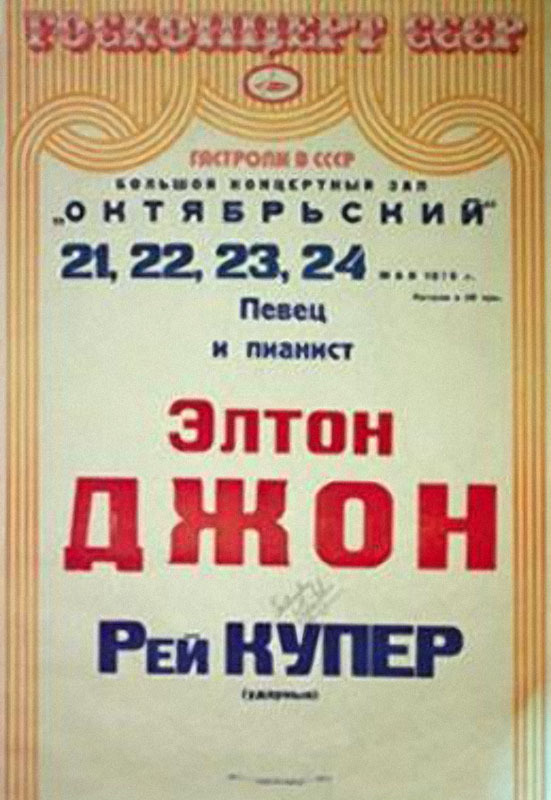 ГОСКОНЦЕРТ СССР
ГАСТРОЛИ В СССР
БОЛЬШОЙ КОНЦЕРТНЫЙ ЗАЛ
„ОКТЯБРЬСКИЙ“
21, 22, 23, 24 МАЯ г.
Певец
и пианист
Элтон
ДЖОН
Рей КУПЕР
(ударные)